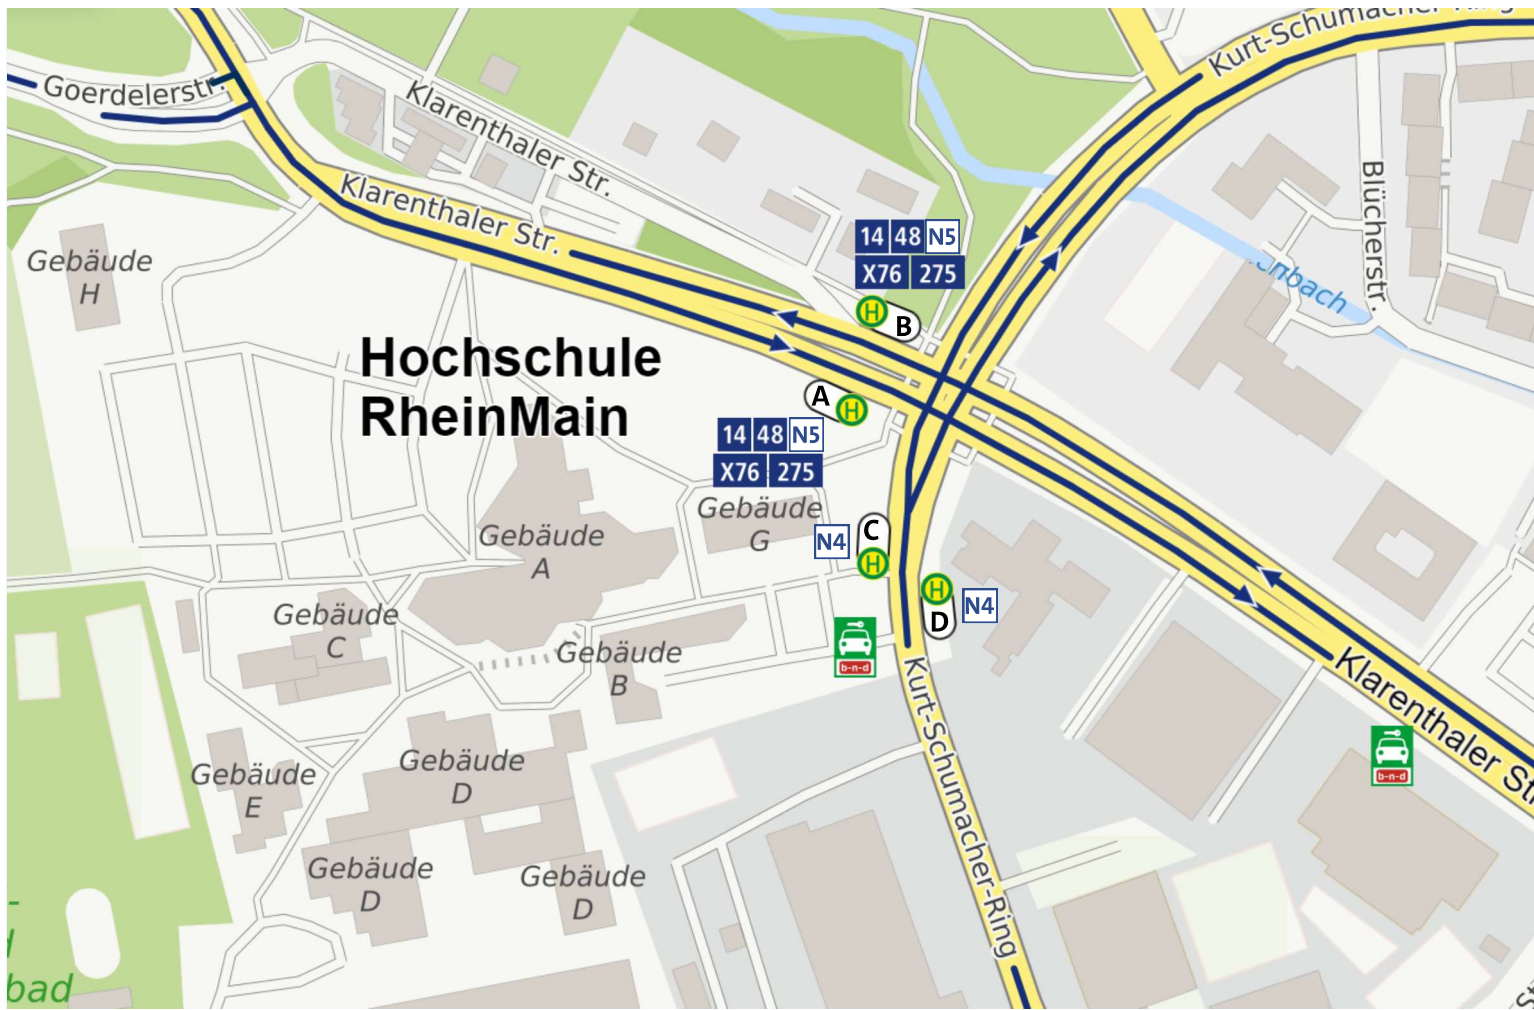 Kurt-Schumacher-Ring
Goerdelerstr.
Klarenthaler Str.
Klarenthaler Str.
Blücherstr.
14 48 N5
X76 275
H
B
Gebäude
H
Hochschule
RheinMain
A
H
14 48 N5
X76 275
Gebäude
G
Gebäude
A
C
N4
H
H
D
N4
Gebäude
C
Gebäude
B
b-n-d
Kurt-Schumacher-Ring
Klarenthaler Str.
b-n-d
Gebäude
E
Gebäude
D
Gebäude
D
Gebäude
D
bad